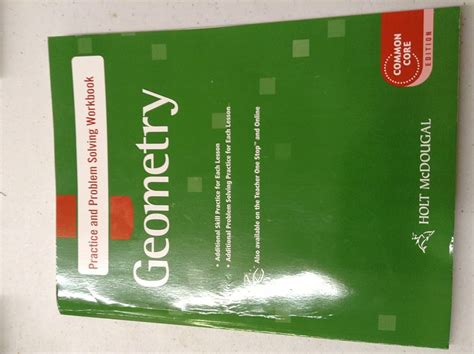 Practice and Problem Solving Workbook
Geometry
• Additional Skill Practice for Each Lesson
• Additional Problem Solving Practice for Each Lesson
Also available on the Teacher One Stop™ and Online
COMMON
CORE
EDITION
HOLT McDOUGAL